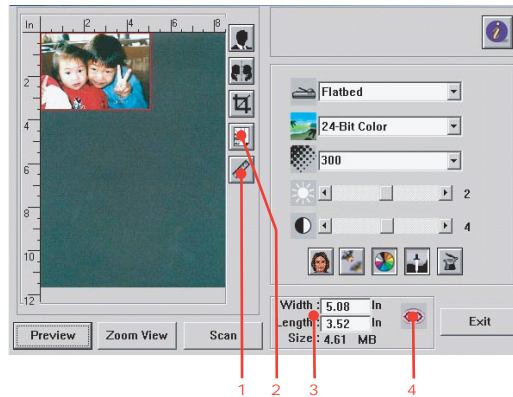 In 2 4 6 8
2
4
6
8
10
12
Flatbed
24-Bit Color
300
2
4
Width : 5.08 In
Length : 3.52 In
Size : 4.61 MB
Preview Zoom View Scan
Exit
1 2 3 4